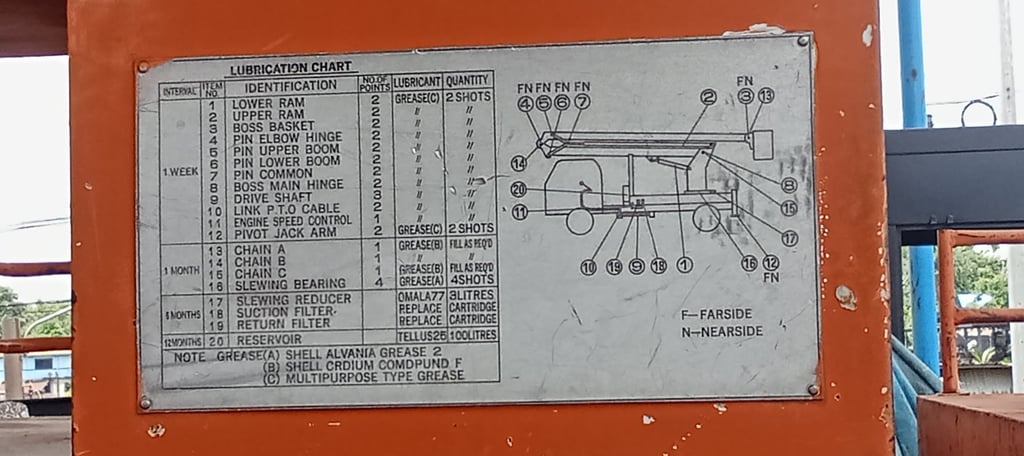 LUBRICATION CHART
INTERVAL ITEM NO. IDENTIFICATION NO.OF POINTS LUBRICANT QUANTITY
1 WEEK
1 LOWER RAM 2 GREASE(C) 2 SHOTS
2 UPPER RAM 2 〃 〃
3 BOSS BASKET 2 〃 〃
4 PIN ELBOW HINGE 2 〃 〃
5 PIN UPPER BOOM 2 〃 〃
6 PIN LOWER BOOM 2 〃 〃
7 PIN COMMON 2 〃 〃
8 BOSS MAIN HINGE 2 〃 〃
9 DRIVE SHAFT 3 〃 〃
10 LINK P.T.O CABLE 2 〃 〃
11 ENGINE SPEED CONTROL 1 〃 〃
12 PIVOT JACK ARM 2 GREASE(C) 2 SHOTS
1 MONTH
13 CHAIN A 1 GREASE(B) FILL AS REQ'D
14 CHAIN B 1 〃 〃
15 CHAIN C 1 GREASE(B) FILL AS REQ'D
16 SLEWING BEARING 4 GREASE(A) 4SHOTS
6 MONTHS
17 SLEWING REDUCER OMALA77 3LITRES
18 SUCTION FILTER REPLACE CARTRIDGE
19 RETURN FILTER REPLACE CARTRIDGE
12MONTHS 20 RESERVOIR TELLUS25 100LITRES
NOTE GREASE(A) SHELL ALVANIA GREASE 2
(B) SHELL CRDIUM COMDPUND F
(C) MULTIPURPOSE TYPE GREASE
FN FN FN FN FN
4 5 6 7 2 3 13
14
20 8
11 15
17
10 19 9 18 1 16 12
FN
F—FARSIDE
N—NEARSIDE